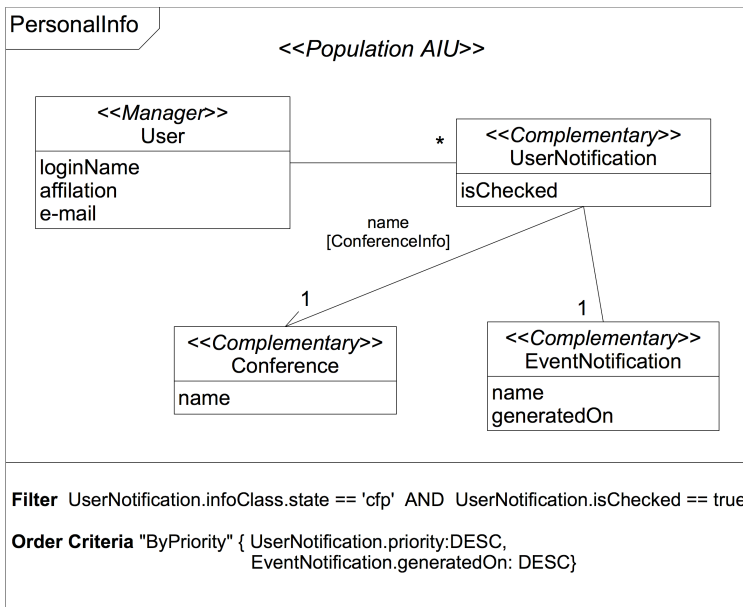 PersonalInfo
<<Population AIU>>
<<Manager>>
User
loginName
affilation
e-mail
*
<<Complementary>>
UserNotification
isChecked
name
[ConferenceInfo]
1
1
<<Complementary>>
Conference
name
<<Complementary>>
EventNotification
name
generatedOn
Filter UserNotification.infoClass.state == 'cfp' AND UserNotification.isChecked == true
Order Criteria "ByPriority" { UserNotification.priority:DESC,
EventNotification.generatedOn: DESC}